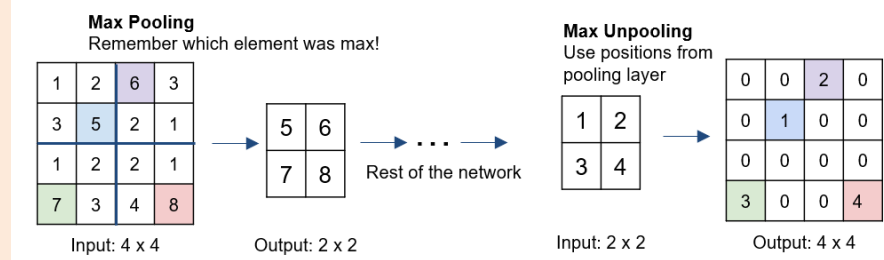 Max Pooling
Remember which element was max!
1 2 6 3
3 5 2 1
1 2 2 1
7 3 4 8
Input: 4 x 4
5 6
7 8
Output: 2 x 2
...
Rest of the network
Max Unpooling
Use positions from
pooling layer
1 2
3 4
Input: 2 x 2
0 0 2 0
0 1 0 0
0 0 0 0
3 0 0 4
Output: 4 x 4